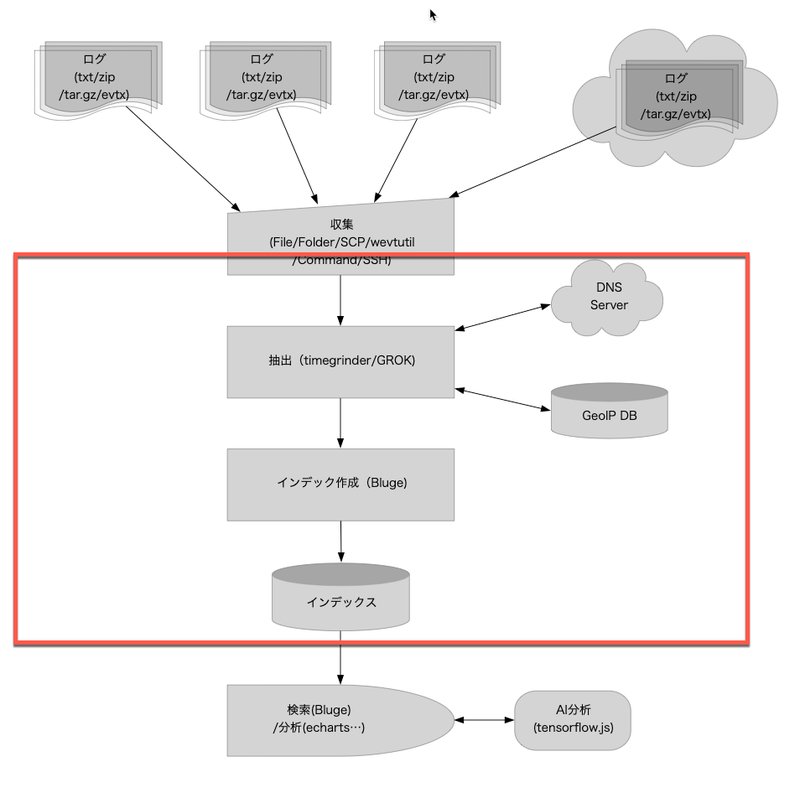 ログ
(txt/zip
/tar.gz/evtx)
ログ
(txt/zip
/tar.gz/evtx)
ログ
(txt/zip
/tar.gz/evtx)
ログ
(txt/zip
/tar.gz/evtx)
収集
(File/Folder/SCP/wevtutil
/Command/SSH)
DNS
Server
抽出（timegrinder/GROK)
GeoIP DB
インデック作成（Bluge)
インデックス
検索(Bluge)
/分析(echarts…)
AI分析
(tensorflow.js)